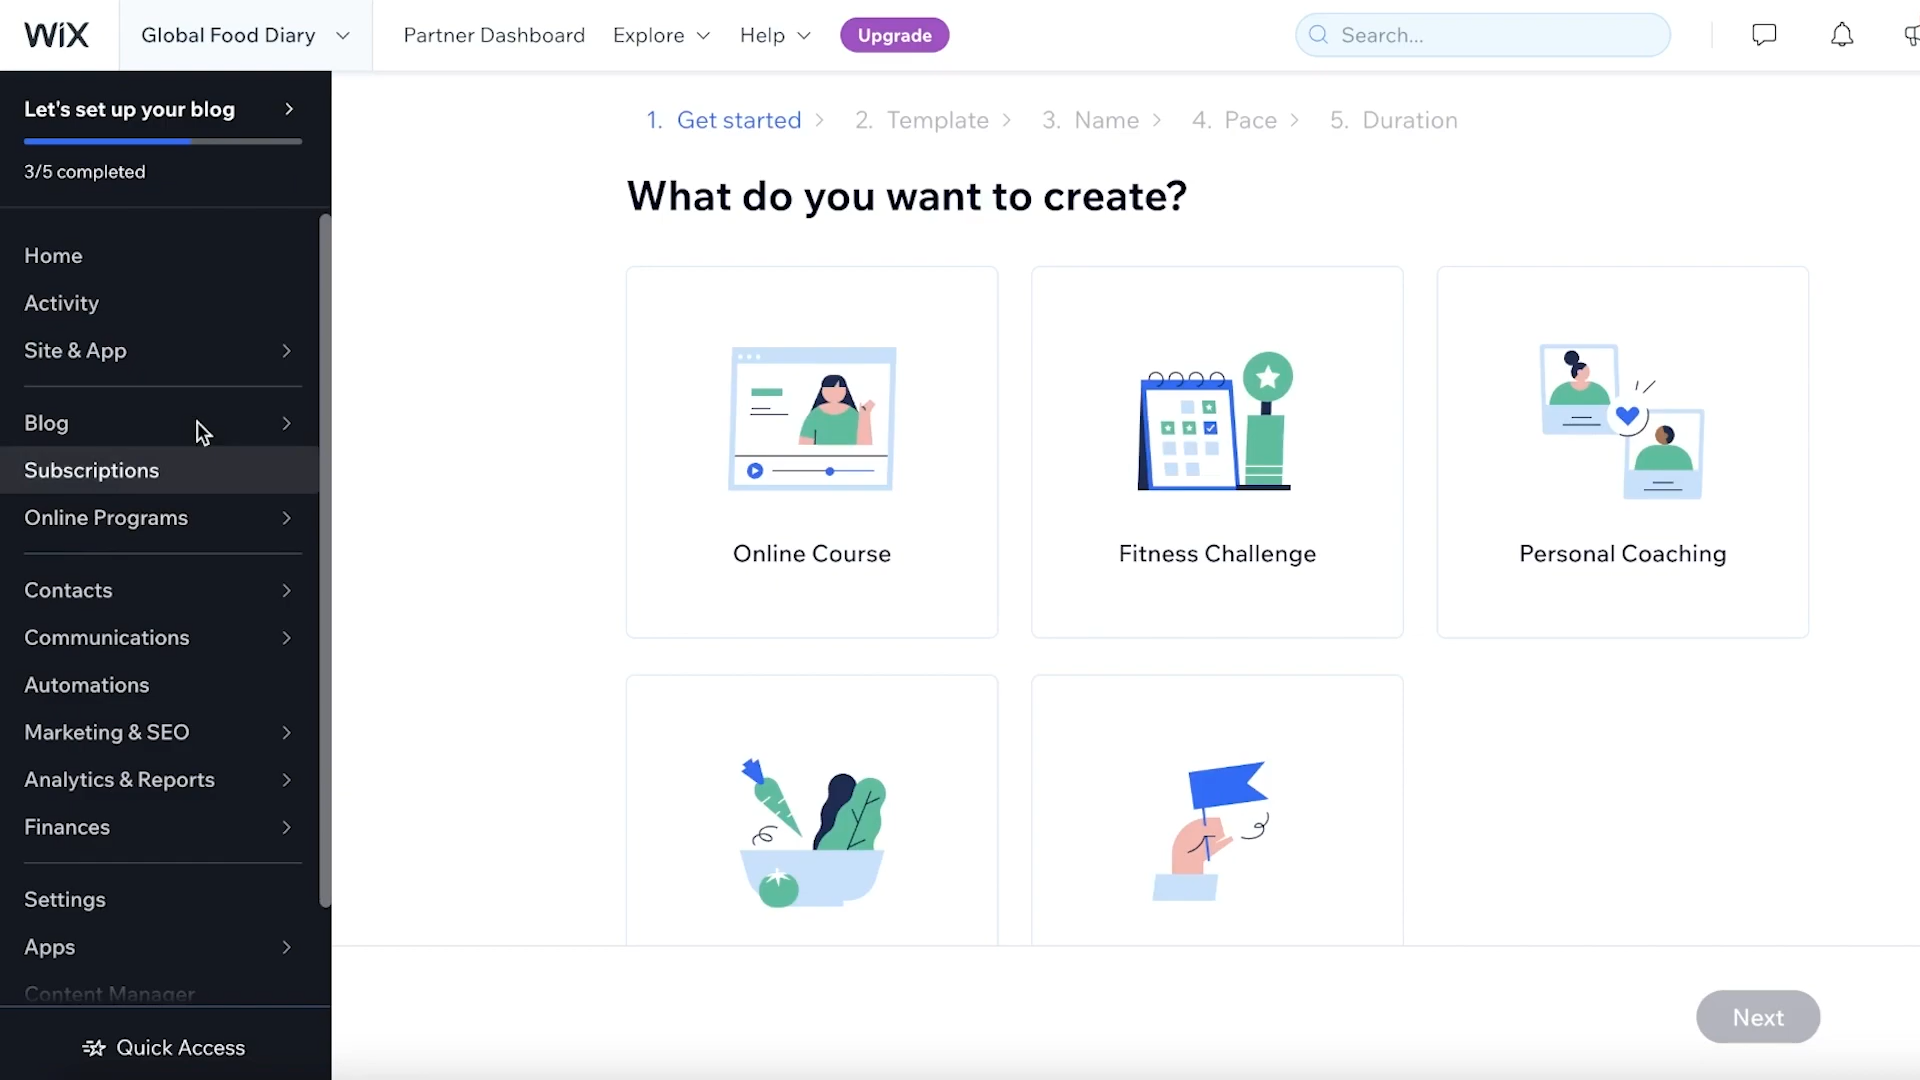 WiX
Global Food Diary
Partner Dashboard
Explore
Help
Upgrade
Search...
Let's set up your blog
3/5 completed
Home
Activity
Site & App
Blog
Subscriptions
Online Programs
Contacts
Communications
Automations
Marketing & SEO
Analytics & Reports
Finances
Settings
Apps
Content Manager
Quick Access
1. Get started
2. Template
3. Name
4. Pace
5. Duration
What do you want to create?
Online Course
Fitness Challenge
Personal Coaching
Next